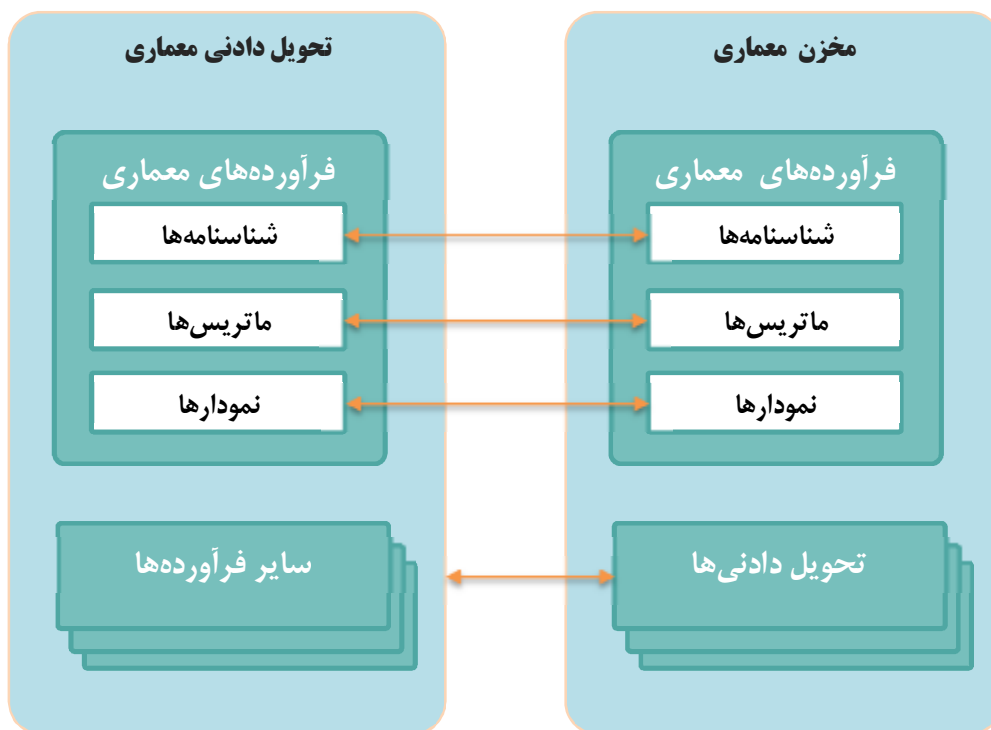 مخزن معماری
فرآورده‌های معماری
شناسنامه‌ها
ماتریس‌ها
نمودارها
تحویل دادنی‌ها
تحویل دادنی معماری
فرآورده‌های معماری
شناسنامه‌ها
ماتریس‌ها
نمودارها
سایر فرآورده‌ها